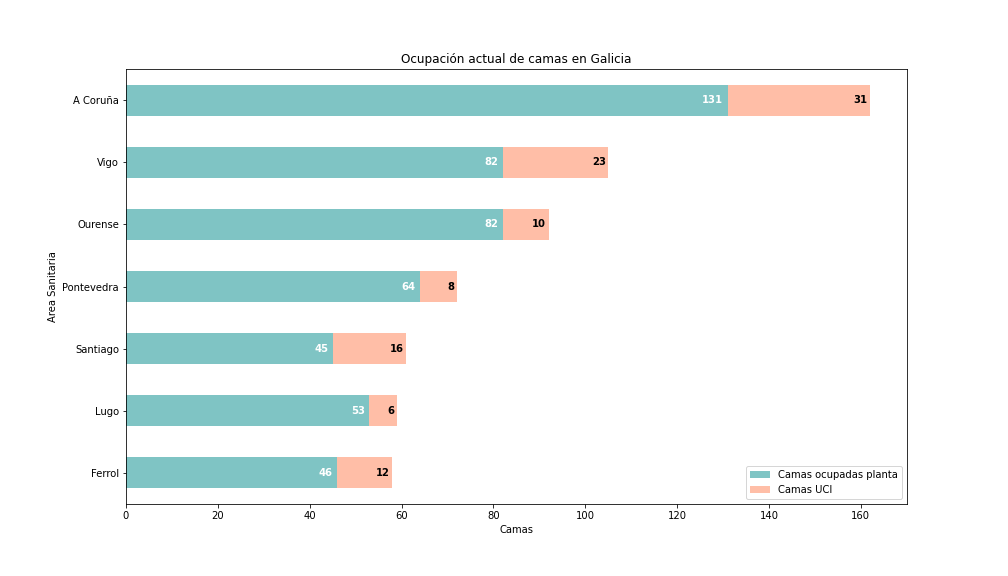 Ocupación actual de camas en Galicia
A Coruña 131 31
Vigo 82 23
Ourense 82 10
Pontevedra 64 8
Santiago 45 16
Lugo 53 6
Ferrol 46 12
Area Sanitaria
Camas ocupadas planta
Camas UCI
0 20 40 60 80 100 120 140 160
Camas